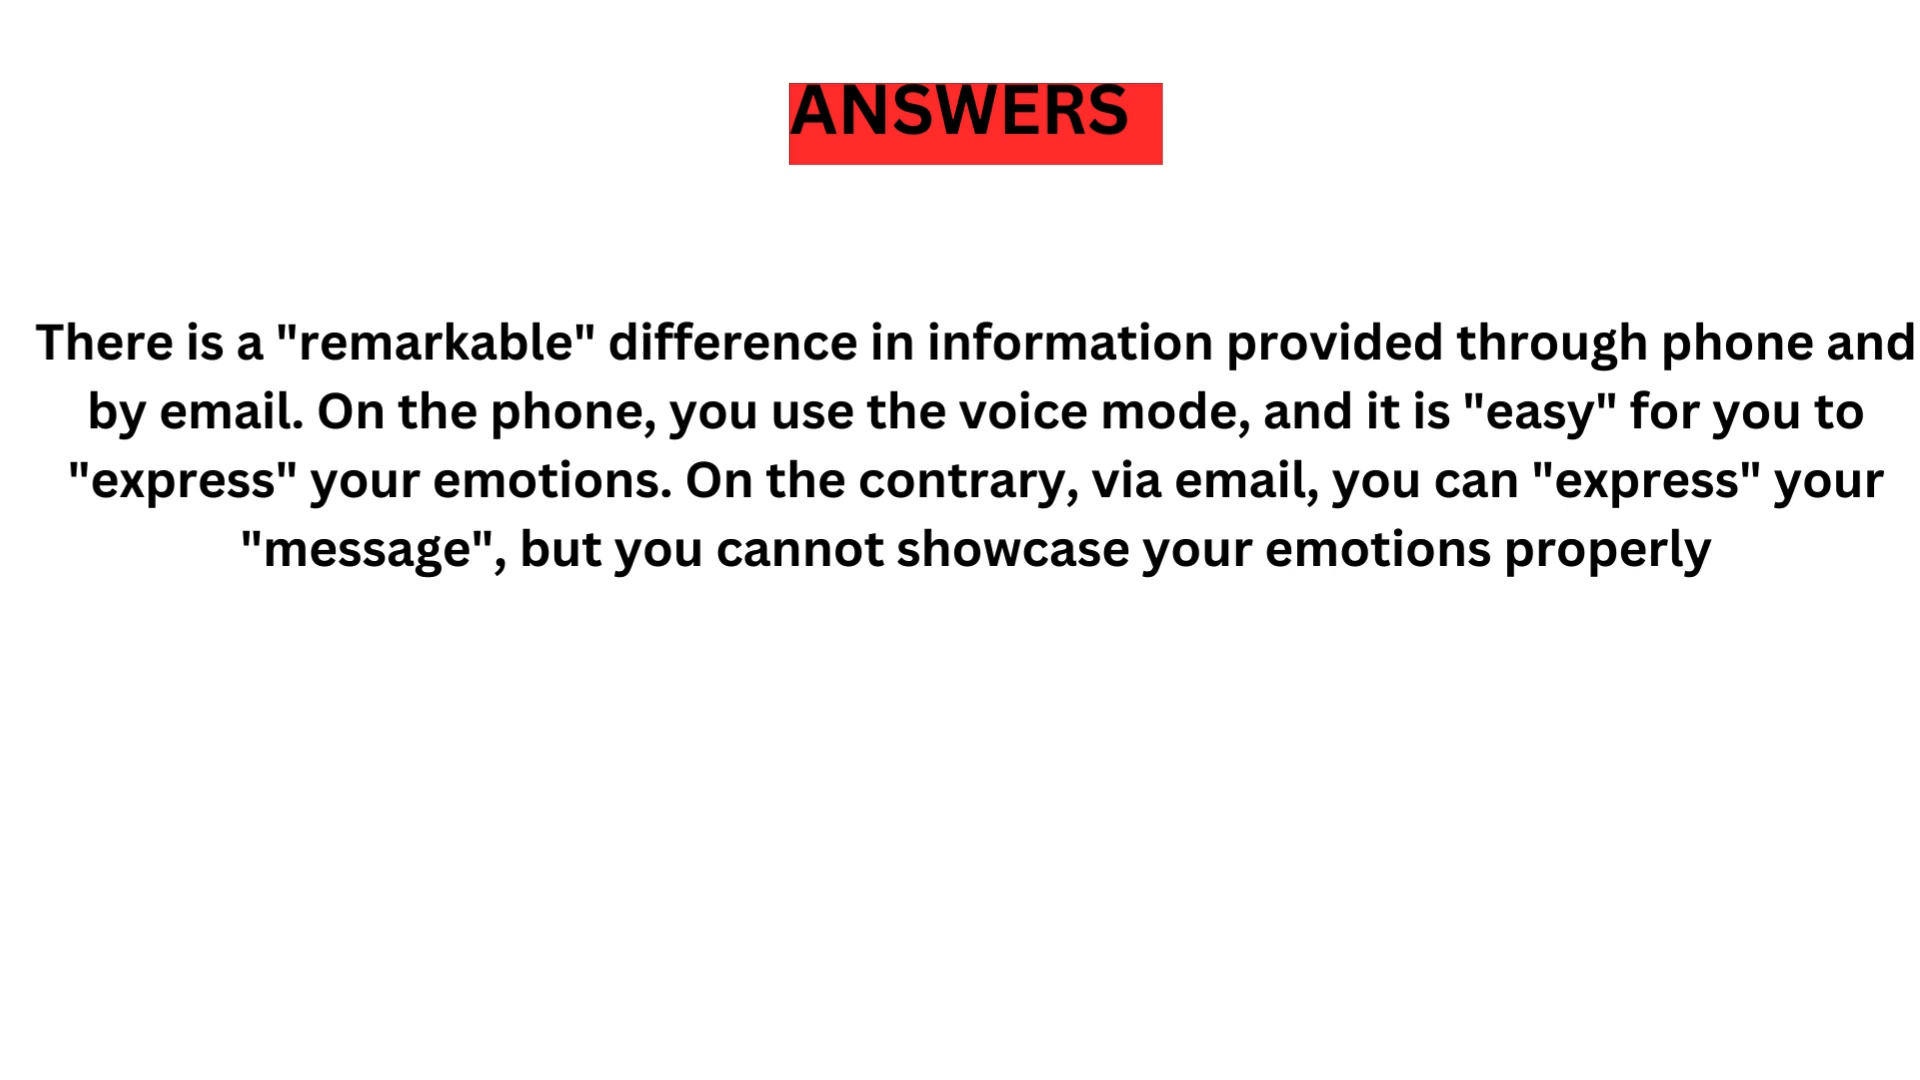 ANSWERS
There is a "remarkable" difference in information provided through phone and
by email. On the phone, you use the voice mode, and it is "easy" for you to
"express" your emotions. On the contrary, via email, you can "express" your
"message", but you cannot showcase your emotions properly